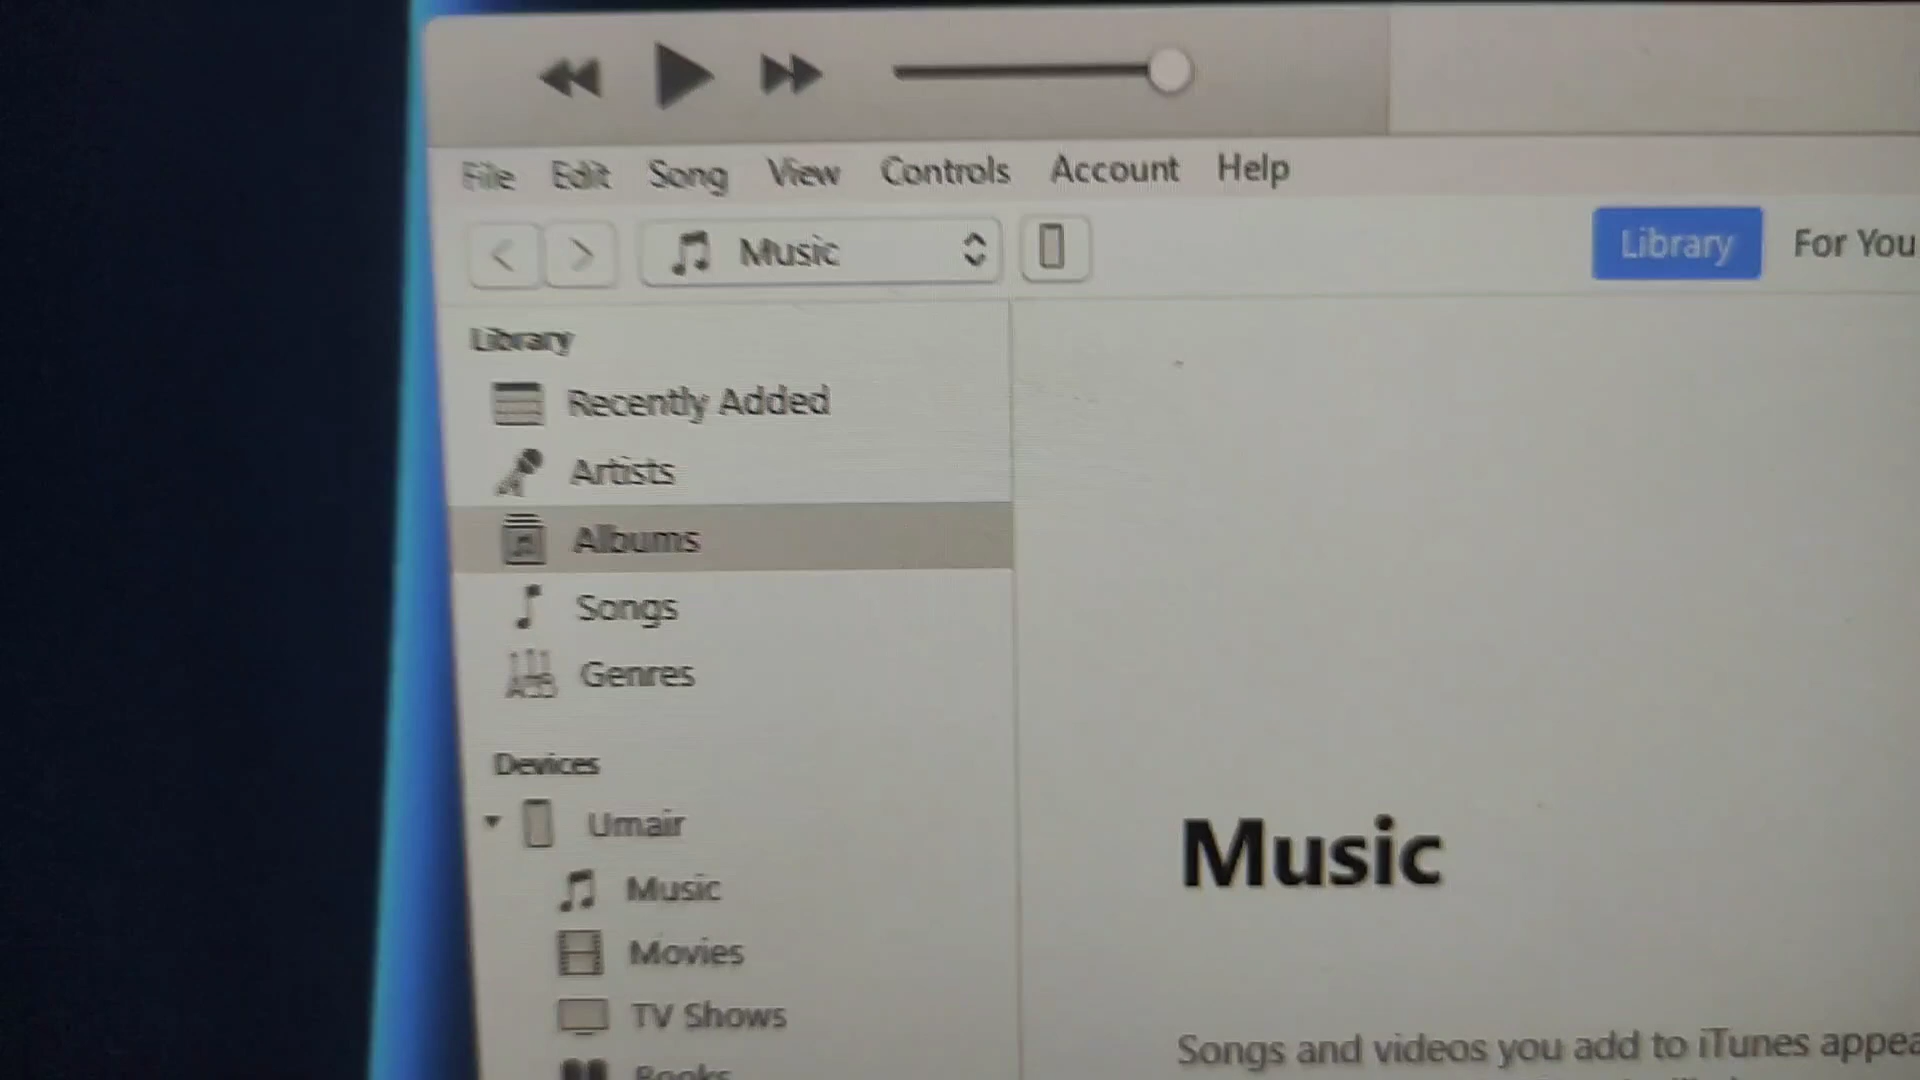 File Edit Song View Controls Account Help
Music
Library For You
Library
Recently Added
Artists
Albums
Songs
Genres
Devices
Umair
Music
Movies
TV Shows
Books
Music
Songs and videos you add to iTunes appea